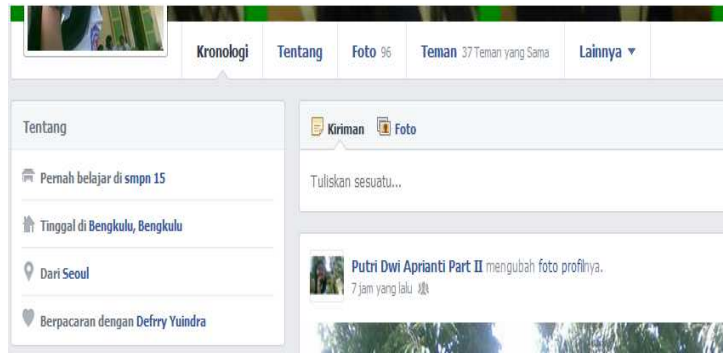 Kronologi Tentang Foto 96 Teman 37 Teman yang Sama Lainnya
Tentang
Pernah belajar di smpn 15
Tinggal di Bengkulu, Bengkulu
Dari Seoul
Berpacaran dengan Defrry Yuindra
Kiriman Foto
Tuliskan sesuatu...
Putri Dwi Aprianti Part II mengubah foto profilnya.
7 jam yang lalu